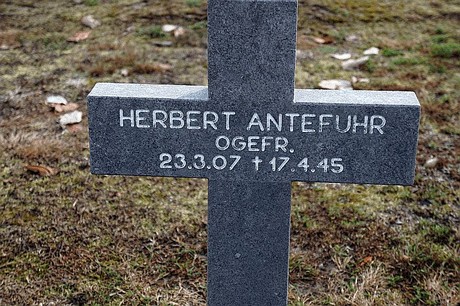 HERBERT ANTEFUHR
OGEFR.
23.3.07 † 17.4.45